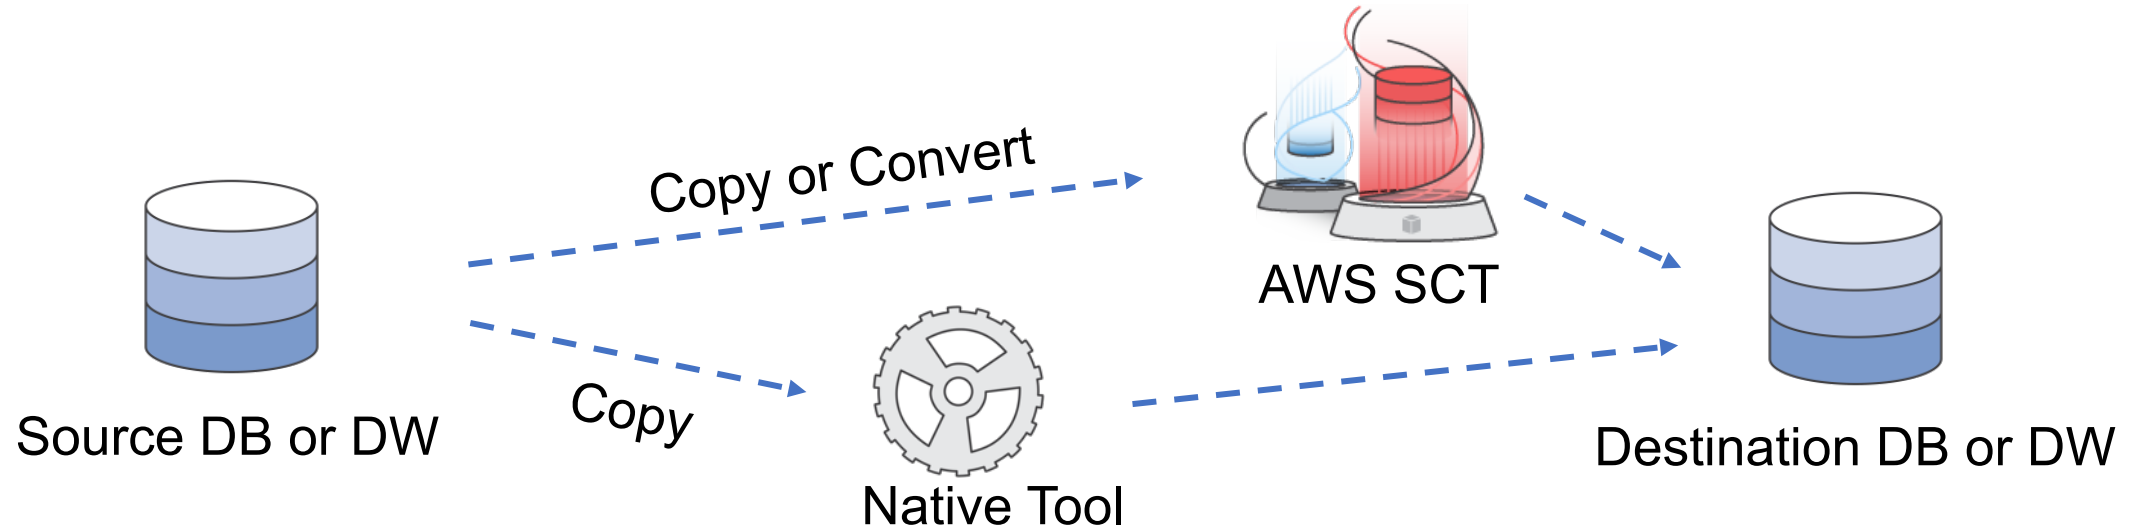 Copy or Convert
AWS SCT
Copy
Source DB or DW
Native Tool
Destination DB or DW